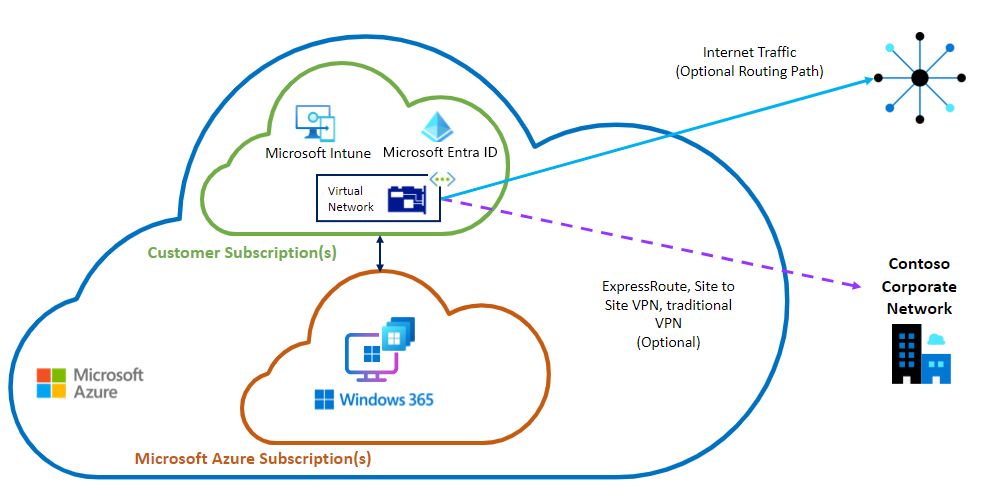 Internet Traffic
(Optional Routing Path)
Microsoft Intune
Microsoft Entra ID
Virtual
Network
Customer Subscription(s)
Contoso
Corporate
Network
ExpressRoute, Site to
Site VPN, traditional
VPN
(Optional)
Microsoft
Azure
Windows 365
Microsoft Azure Subscription(s)